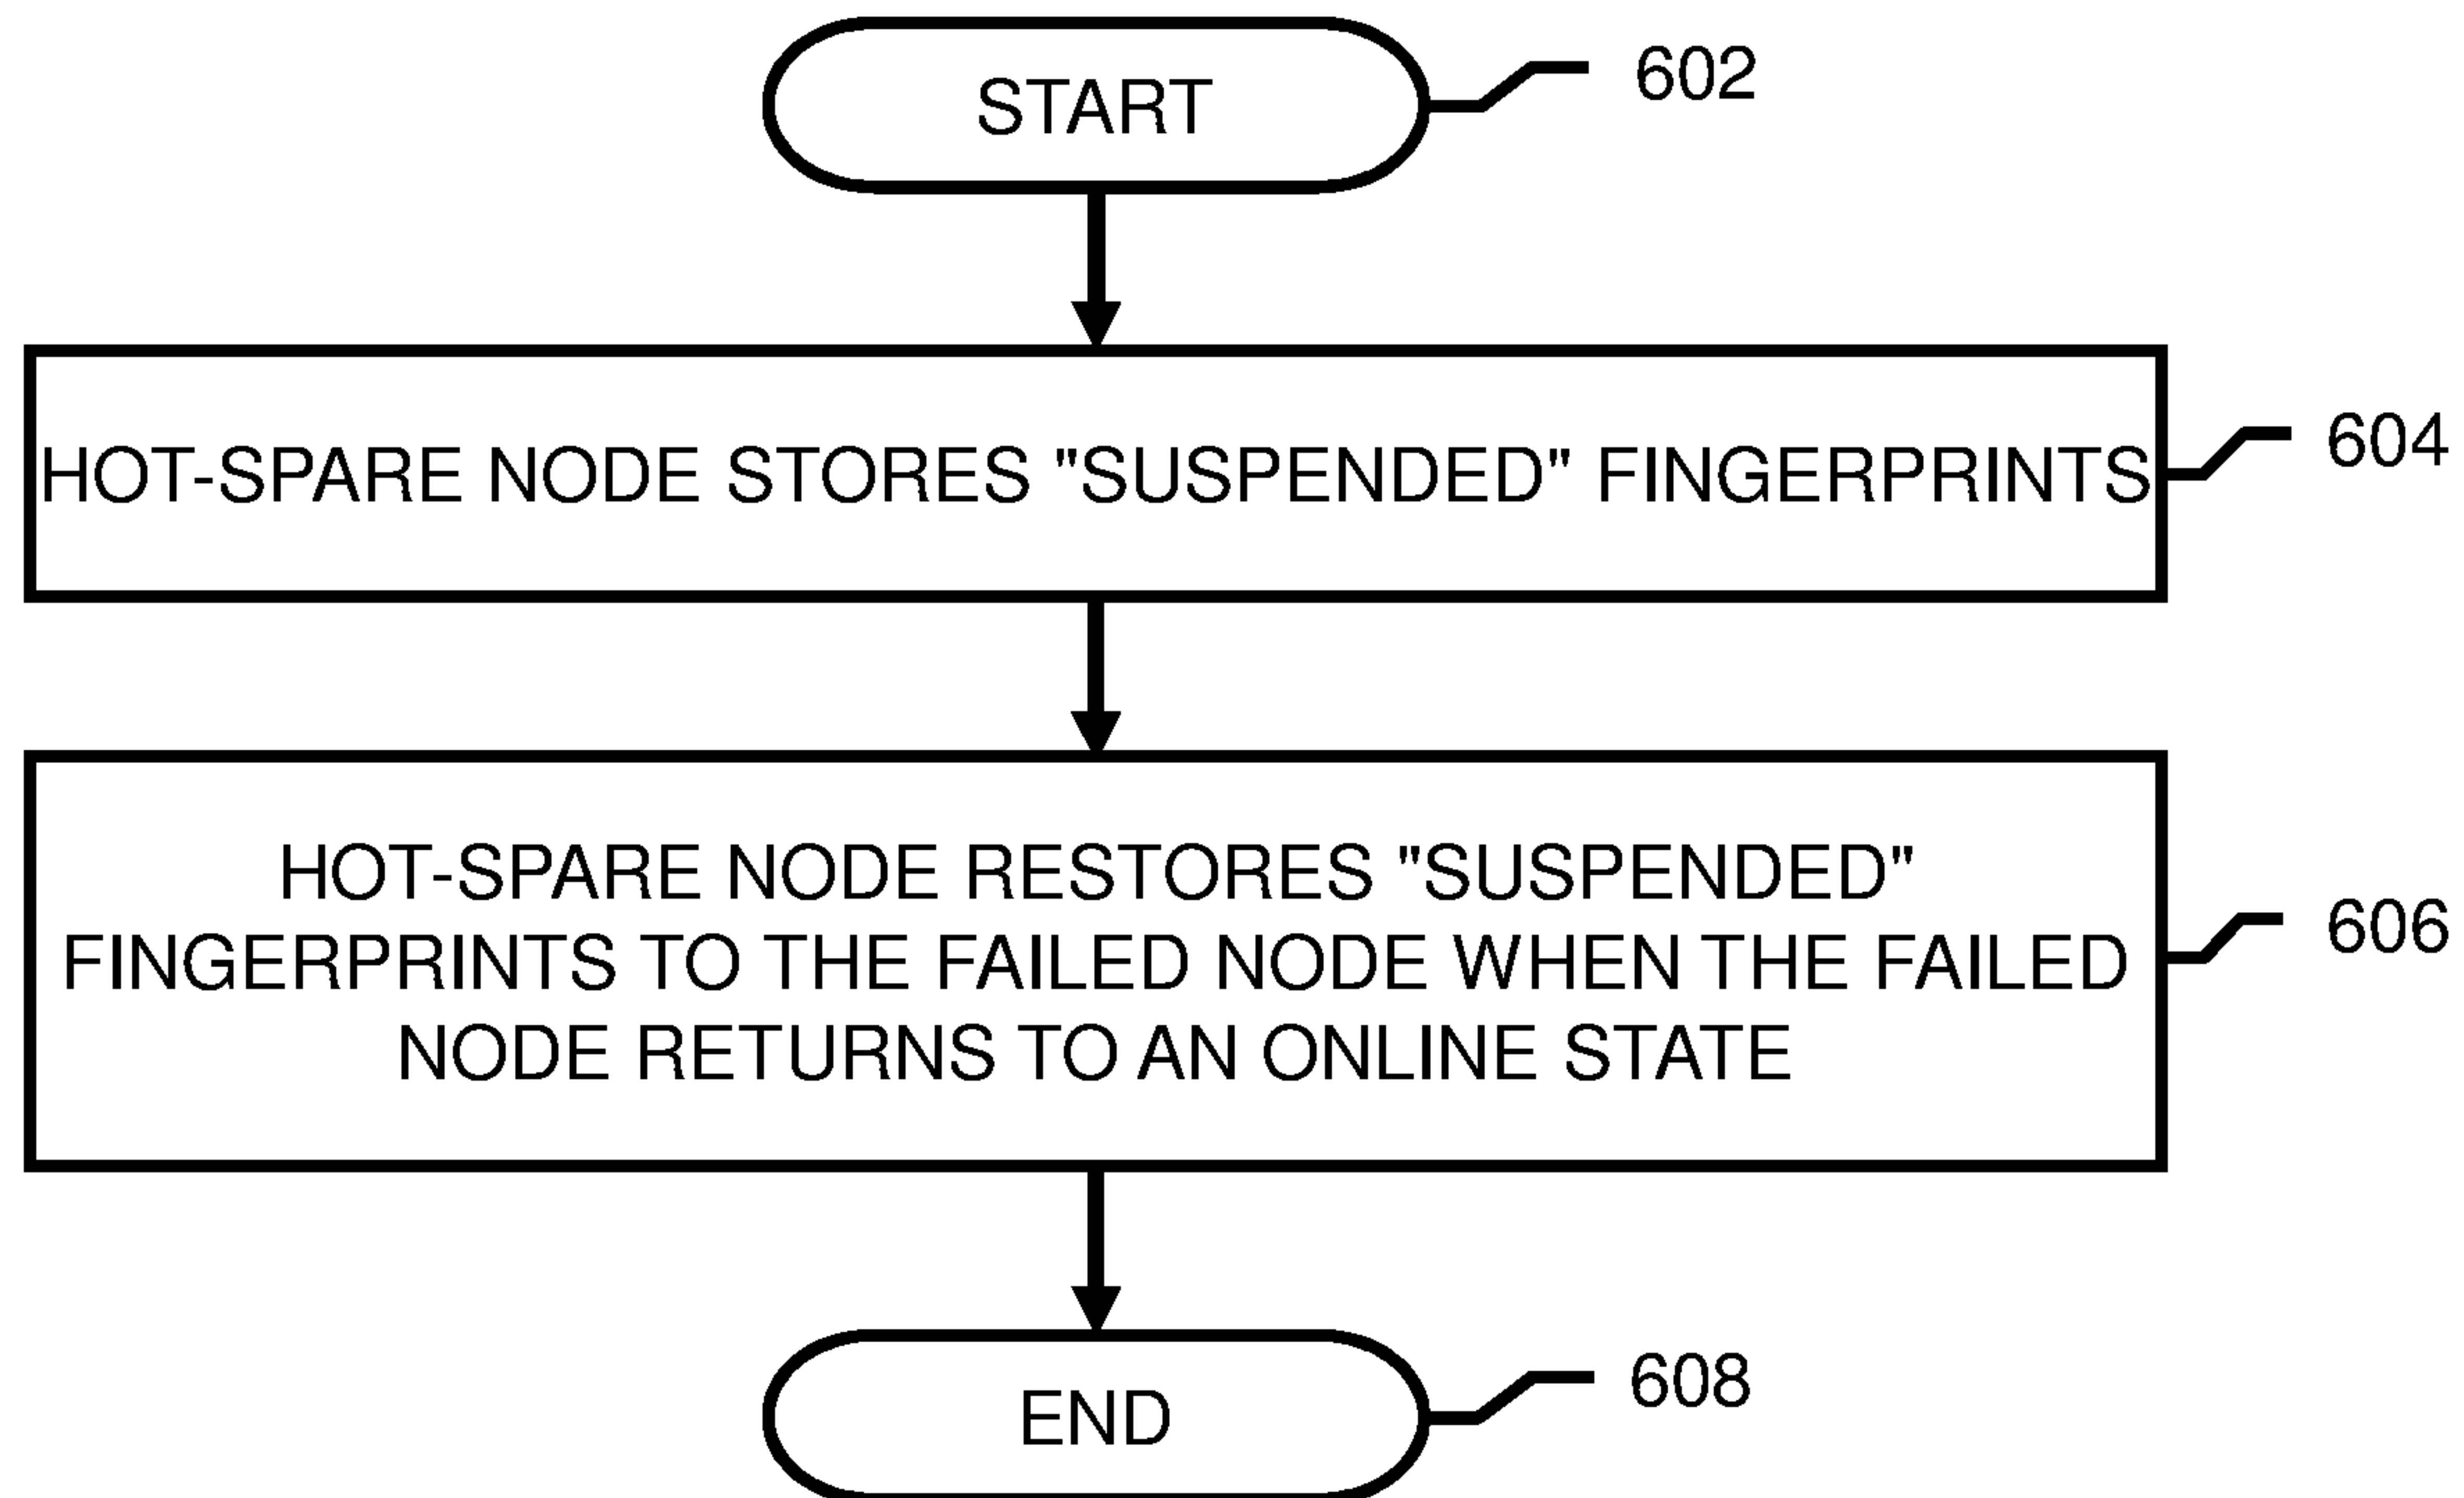 START
602
HOT-SPARE NODE STORES "SUSPENDED" FINGERPRINTS
604
HOT-SPARE NODE RESTORES "SUSPENDED"
FINGERPRINTS TO THE FAILED NODE WHEN THE FAILED
NODE RETURNS TO AN ONLINE STATE
606
END
608